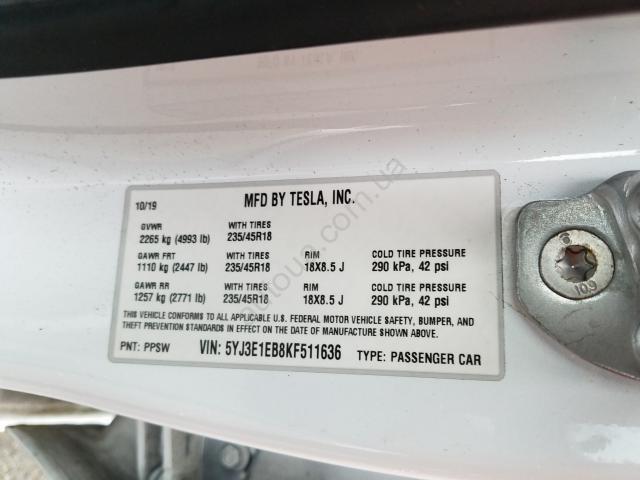 10/19 MFD BY TESLA, INC.
GVWR WITH TIRES
2265 kg (4993 lb) 235/45R18
GAWR FRT WITH TIRES RIM COLD TIRE PRESSURE
1110 kg (2447 lb) 235/45R18 18X8.5 J 290 kPa, 42 psi
GAWR RR WITH TIRES RIM COLD TIRE PRESSURE
1257 kg (2771 lb) 235/45R18 18X8.5 J 290 kPa, 42 psi
THIS VEHICLE CONFORMS TO ALL APPLICABLE U.S. FEDERAL MOTOR VEHICLE SAFETY, BUMPER, AND
THEFT PREVENTION STANDARDS IN EFFECT ON THE DATE OF MANUFACTURE SHOWN ABOVE.
PNT: PPSW VIN: 5YJ3E1EB8KF511636 TYPE: PASSENGER CAR
6
109